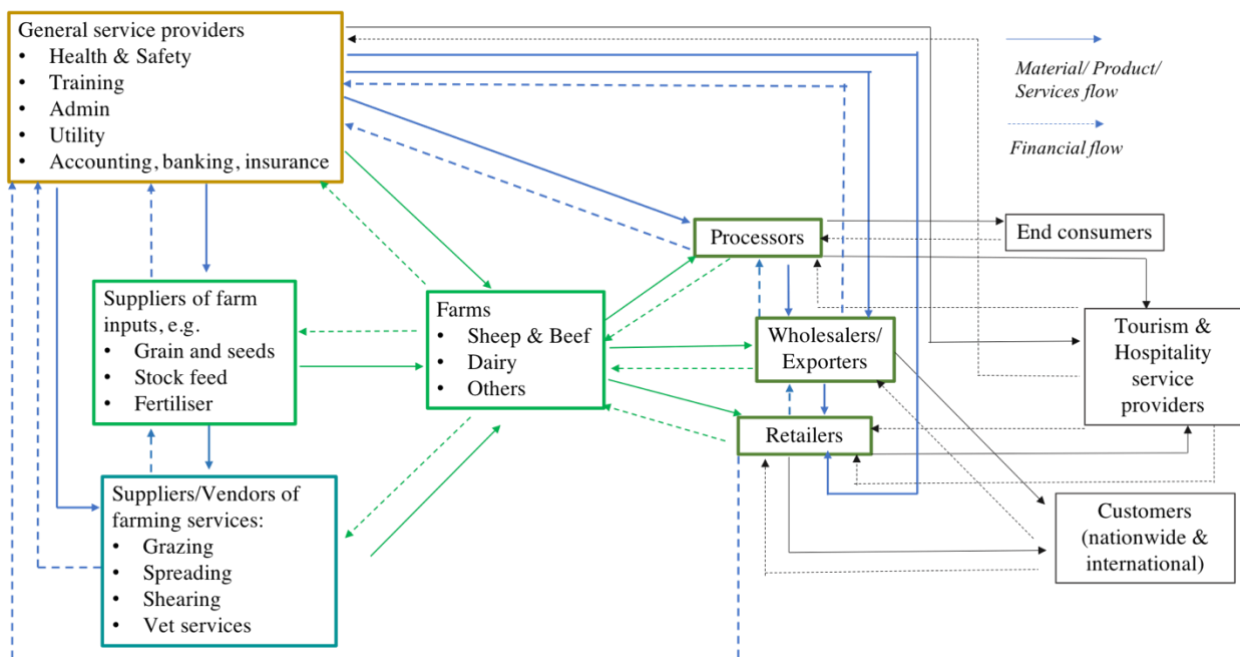 General service providers
• Health & Safety
• Training
• Admin
• Utility
• Accounting, banking, insurance
Material/ Product/
Services flow
Financial flow
Processors
End consumers
Suppliers of farm
inputs, e.g.
• Grain and seeds
• Stock feed
• Fertiliser
Farms
• Sheep & Beef
• Dairy
• Others
Wholesalers/
Exporters
Tourism &
Hospitality
service
providers
Retailers
Suppliers/Vendors of
farming services:
• Grazing
• Spreading
• Shearing
• Vet services
Customers
(nationwide &
international)